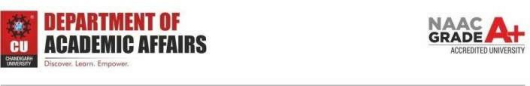 DEPARTMENT OF
ACADEMIC AFFAIRS
CU
CHANDIGARH
UNIVERSITY
Discover. Learn. Empower.
NAAC
GRADE A+
ACCREDITED UNIVERSITY